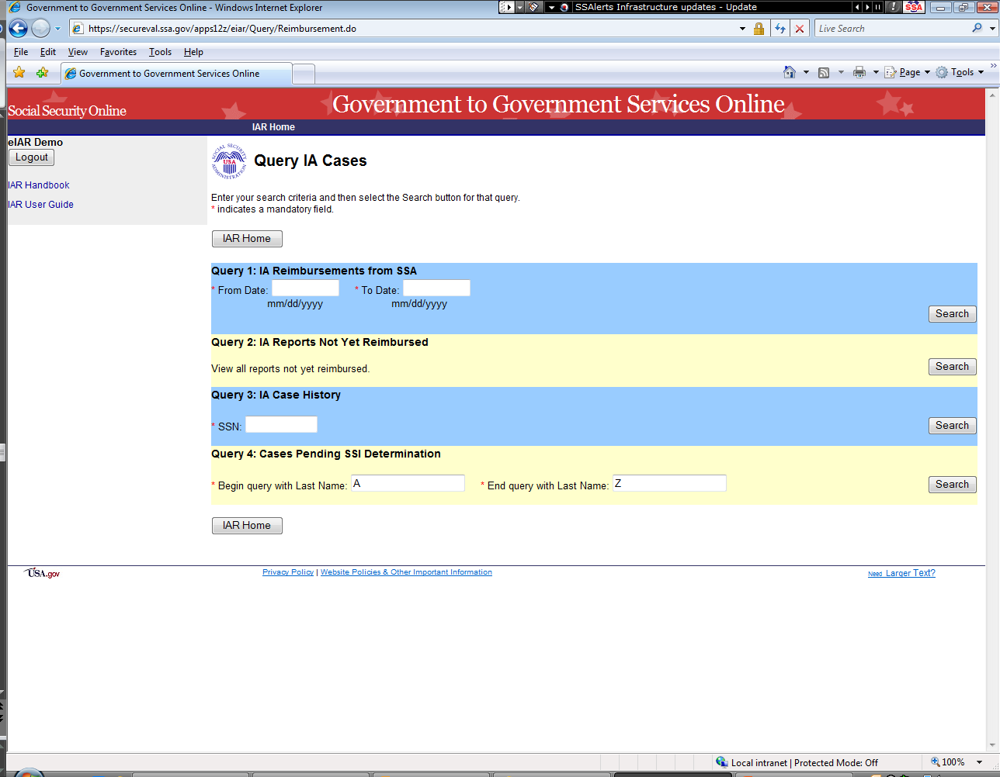 Government to Government Services Online - Windows Internet Explorer
SSAlerts Infrastructure updates - Update
SSA
https://secureval.ssa.gov/apps12z/eiar/Query/Reimbursement.do
Live Search
File Edit View Favorites Tools Help
Government to Government Services Online
Page Tools
Social Security Online
Government to Government Services Online
IAR Home
eIAR Demo
Logout
IAR Handbook
IAR User Guide
SOCIAL SECURITY ADMINISTRATION
USA
Query IA Cases
Enter your search criteria and then select the Search button for that query.
* indicates a mandatory field.
IAR Home
Query 1: IA Reimbursements from SSA
* From Date: * To Date:
mm/dd/yyyy mm/dd/yyyy
Search
Query 2: IA Reports Not Yet Reimbursed
View all reports not yet reimbursed.
Search
Query 3: IA Case History
* SSN:
Search
Query 4: Cases Pending SSI Determination
* Begin query with Last Name: A * End query with Last Name: Z
Search
IAR Home
USA.gov
Privacy Policy | Website Policies & Other Important Information
Need Larger Text?
Local intranet | Protected Mode: Off
100%